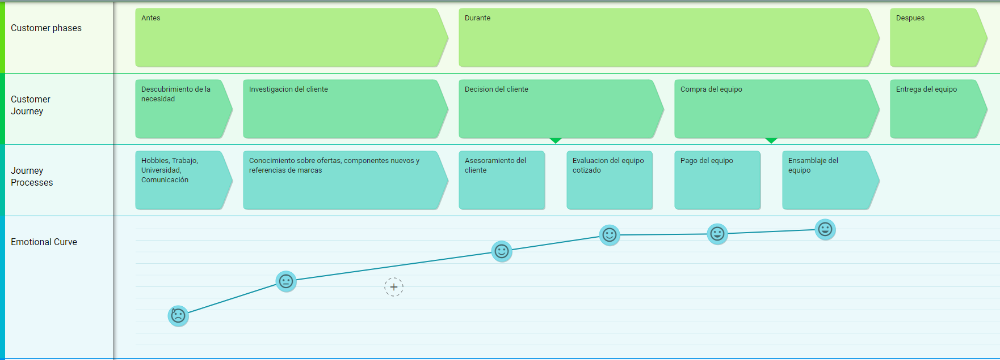 Customer phases
Antes
Durante
Despues
Customer
Journey
Descubrimiento de la
necesidad
Investigacion del cliente
Decision del cliente
Compra del equipo
Entrega del equipo
Journey
Processes
Hobbies, Trabajo,
Universidad,
Comunicación
Conocimiento sobre ofertas, componentes nuevos y
referencias de marcas
Asesoramiento del
cliente
Evaluacion del equipo
cotizado
Pago del equipo
Ensamblaje del
equipo
Emotional Curve